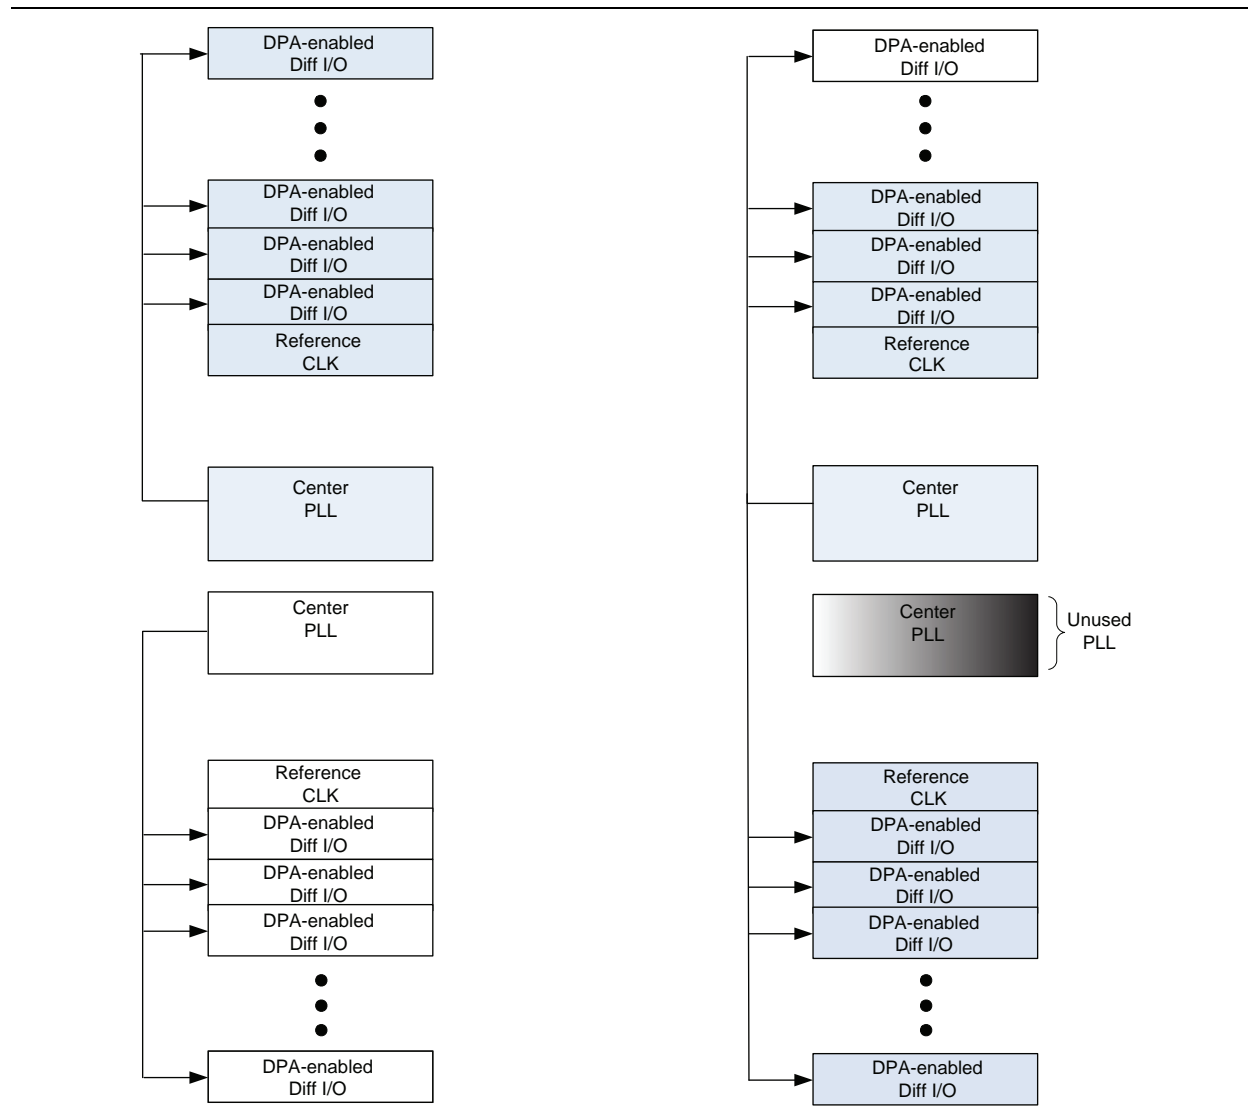 DPA-enabled
Diff I/O
DPA-enabled
Diff I/O
DPA-enabled
Diff I/O
DPA-enabled
Diff I/O
Reference
CLK
Center
PLL
Center
PLL
Reference
CLK
DPA-enabled
Diff I/O
DPA-enabled
Diff I/O
DPA-enabled
Diff I/O
DPA-enabled
Diff I/O
DPA-enabled
Diff I/O
DPA-enabled
Diff I/O
DPA-enabled
Diff I/O
DPA-enabled
Diff I/O
Reference
CLK
Center
PLL
Center
PLL
Unused
PLL
Reference
CLK
DPA-enabled
Diff I/O
DPA-enabled
Diff I/O
DPA-enabled
Diff I/O
DPA-enabled
Diff I/O